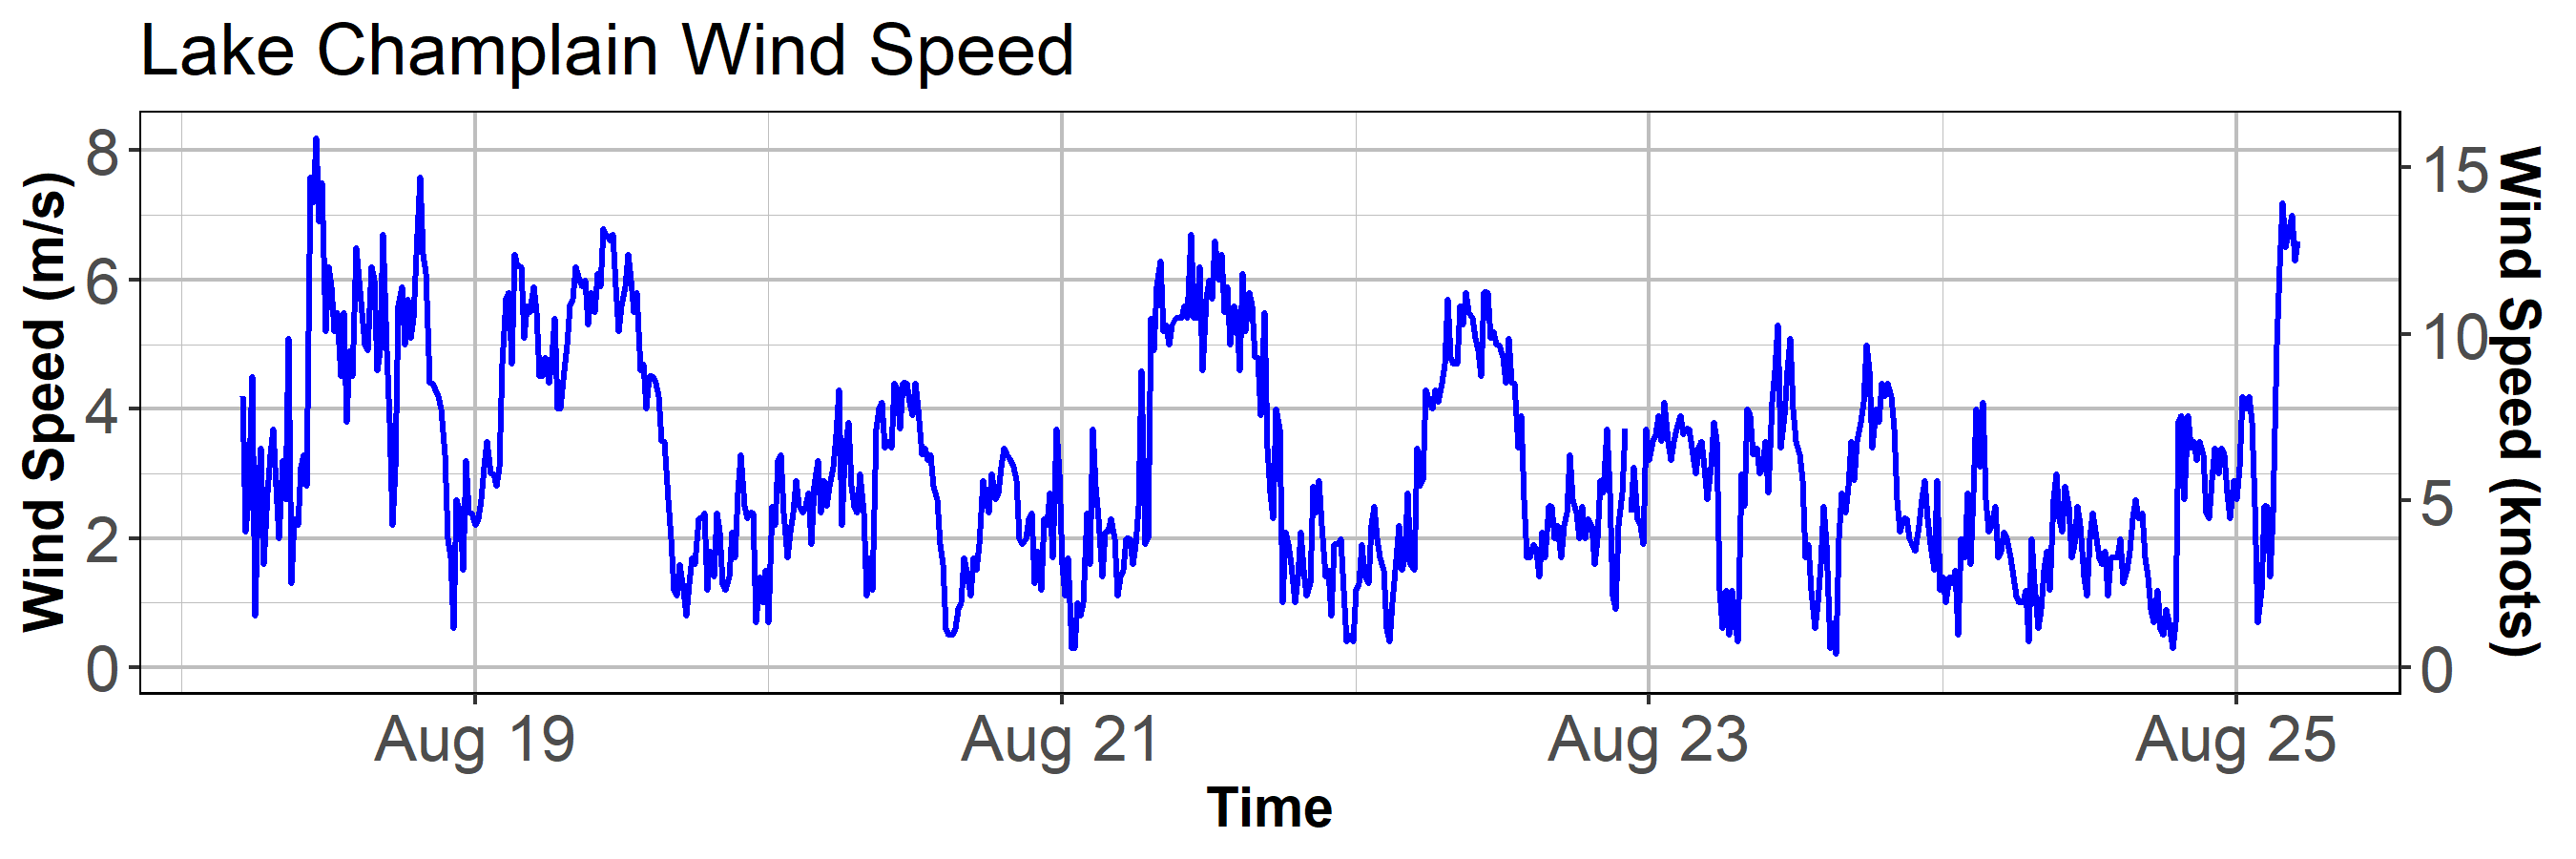 Lake Champlain Wind Speed
Wind Speed (m/s)
8
6
4
2
0
15
10
5
0
Wind Speed (knots)
Aug 19
Aug 21
Aug 23
Aug 25
Time